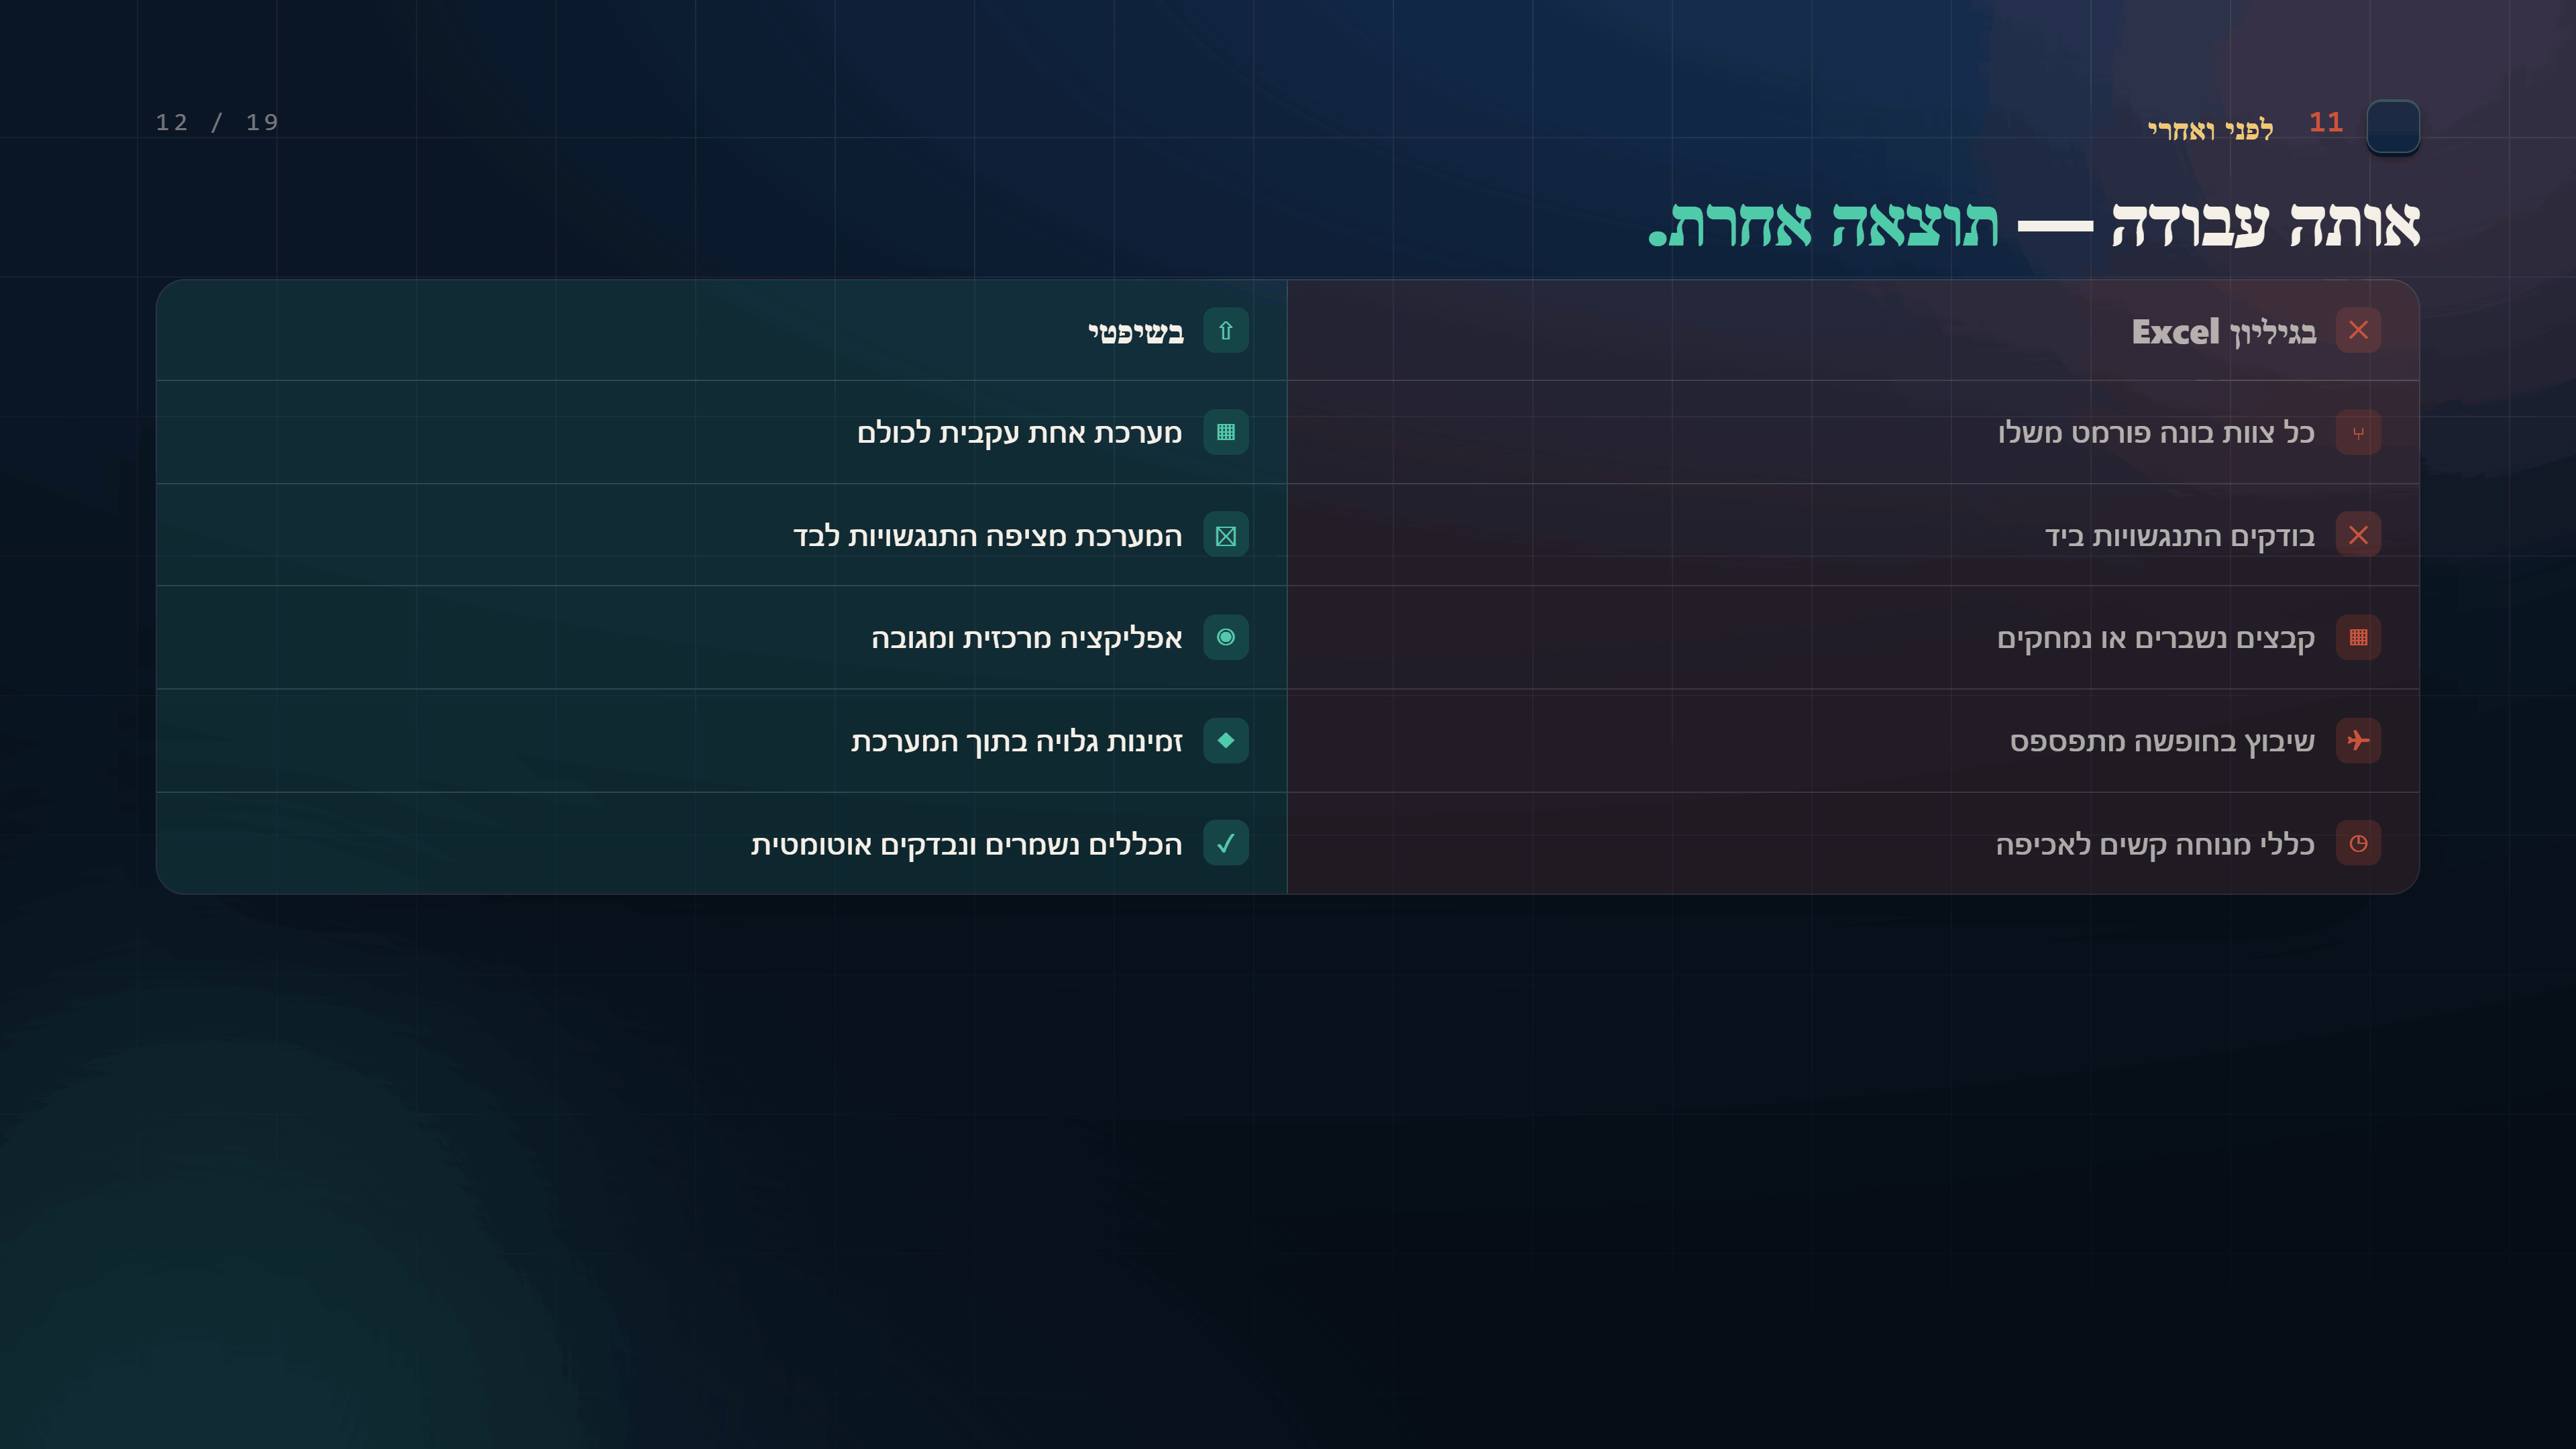 11 לפני ואחרי
12 / 19
אותה עבודה — תוצאה אחרת.
בגיליון Excel
בשיפטי
כל צוות בונה פורמט משלו
מערכת אחת עקבית לכולם
בודקים התנגשויות ביד
המערכת מציפה התנגשויות לבד
קבצים נשברים או נמחקים
אפליקציה מרכזית ומגובה
שיבוץ בחופשה מתפספס
זמינות גלויה בתוך המערכת
כללי מנוחה קשים לאכיפה
הכללים נשמרים ונבדקים אוטומטית